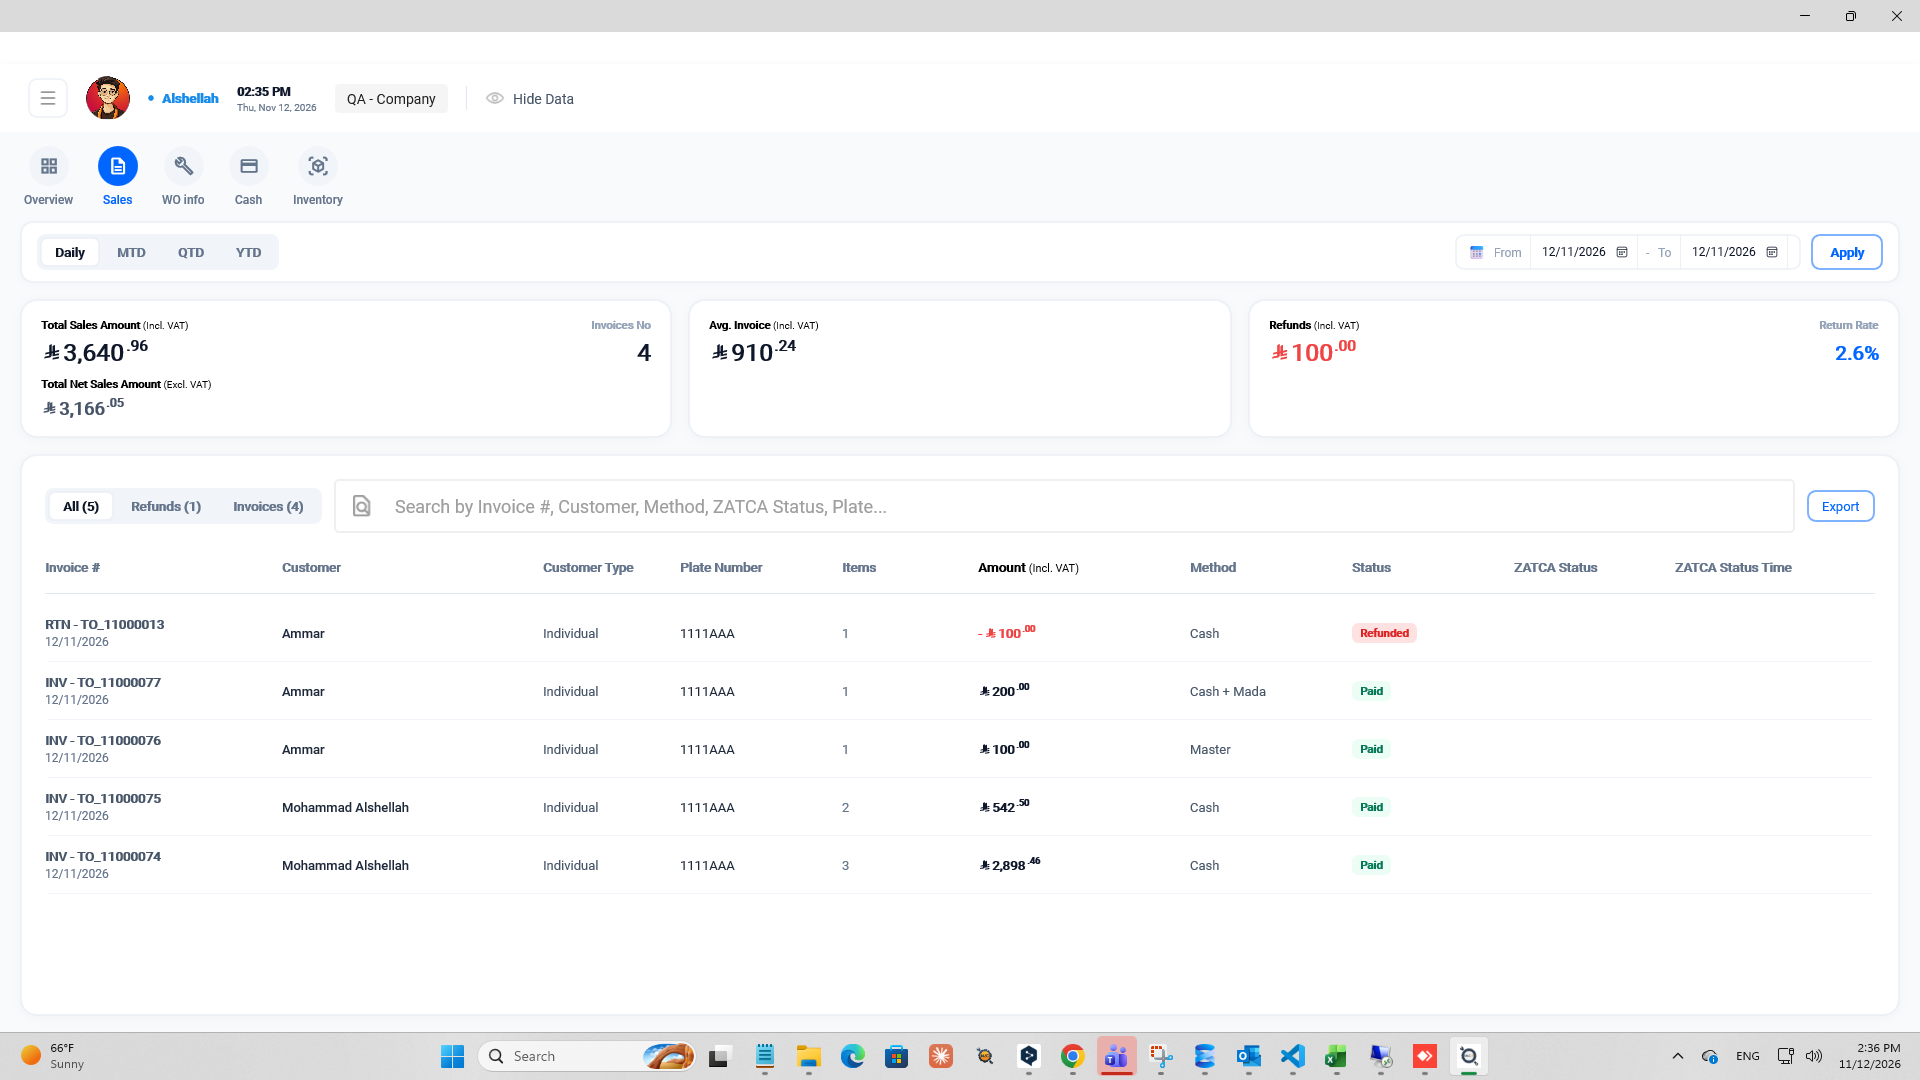 Alshellah
02:35 PM
Thu, Nov 12, 2026
QA - Company
Hide Data
Overview
Sales
WO info
Cash
Inventory
Daily MTD QTD YTD
From 12/11/2026 - To 12/11/2026 Apply
Total Sales Amount (Incl. VAT) Invoices No
3,640.96 4
Total Net Sales Amount (Excl. VAT)
3,166.05
Avg. Invoice (Incl. VAT)
910.24
Refunds (Incl. VAT) Return Rate
100.00 2.6%
All (5) Refunds (1) Invoices (4) Search by Invoice #, Customer, Method, ZATCA Status, Plate... Export
Invoice # Customer Customer Type Plate Number Items Amount (Incl. VAT) Method Status ZATCA Status ZATCA Status Time
RTN - TO_11000013
12/11/2026
Ammar Individual 1111AAA 1 - 100.00 Cash Refunded
INV - TO_11000077
12/11/2026
Ammar Individual 1111AAA 1 200.00 Cash + Mada Paid
INV - TO_11000076
12/11/2026
Ammar Individual 1111AAA 1 100.00 Master Paid
INV - TO_11000075
12/11/2026
Mohammad Alshellah Individual 1111AAA 2 542.50 Cash Paid
INV - TO_11000074
12/11/2026
Mohammad Alshellah Individual 1111AAA 3 2,898.46 Cash Paid
66°F
Sunny
Search
ENG
2:36 PM
11/12/2026